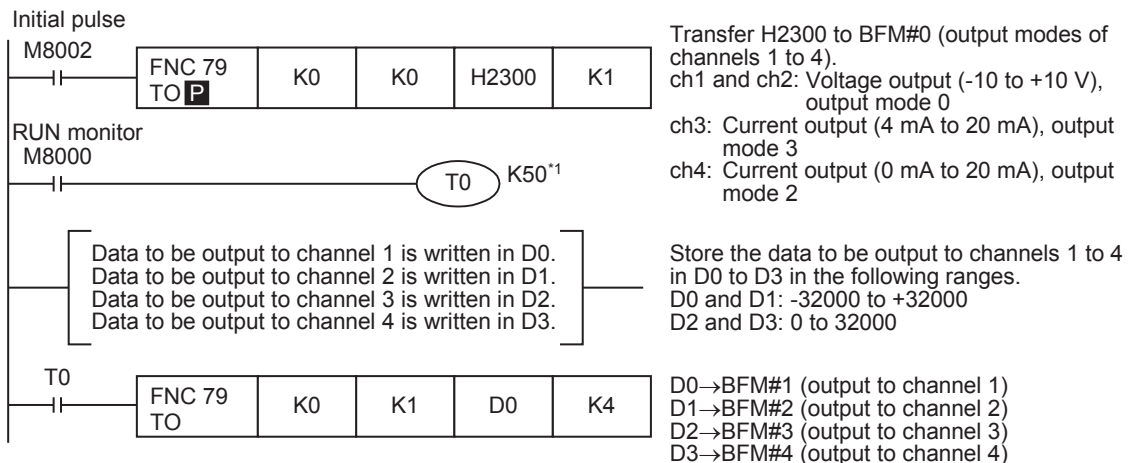 Initial pulse
M8002
FNC 79
TO P
K0
K0
H2300
K1
Transfer H2300 to BFM#0 (output modes of
channels 1 to 4).
ch1 and ch2: Voltage output (-10 to +10 V),
output mode 0
ch3: Current output (4 mA to 20 mA), output
mode 3
ch4: Current output (0 mA to 20 mA), output
mode 2
RUN monitor
M8000
T0
K50*1
Data to be output to channel 1 is written in D0.
Data to be output to channel 2 is written in D1.
Data to be output to channel 3 is written in D2.
Data to be output to channel 4 is written in D3.
Store the data to be output to channels 1 to 4
in D0 to D3 in the following ranges.
D0 and D1: -32000 to +32000
D2 and D3: 0 to 32000
T0
FNC 79
TO
K0
K1
D0
K4
D0→BFM#1 (output to channel 1)
D1→BFM#2 (output to channel 2)
D2→BFM#3 (output to channel 3)
D3→BFM#4 (output to channel 4)